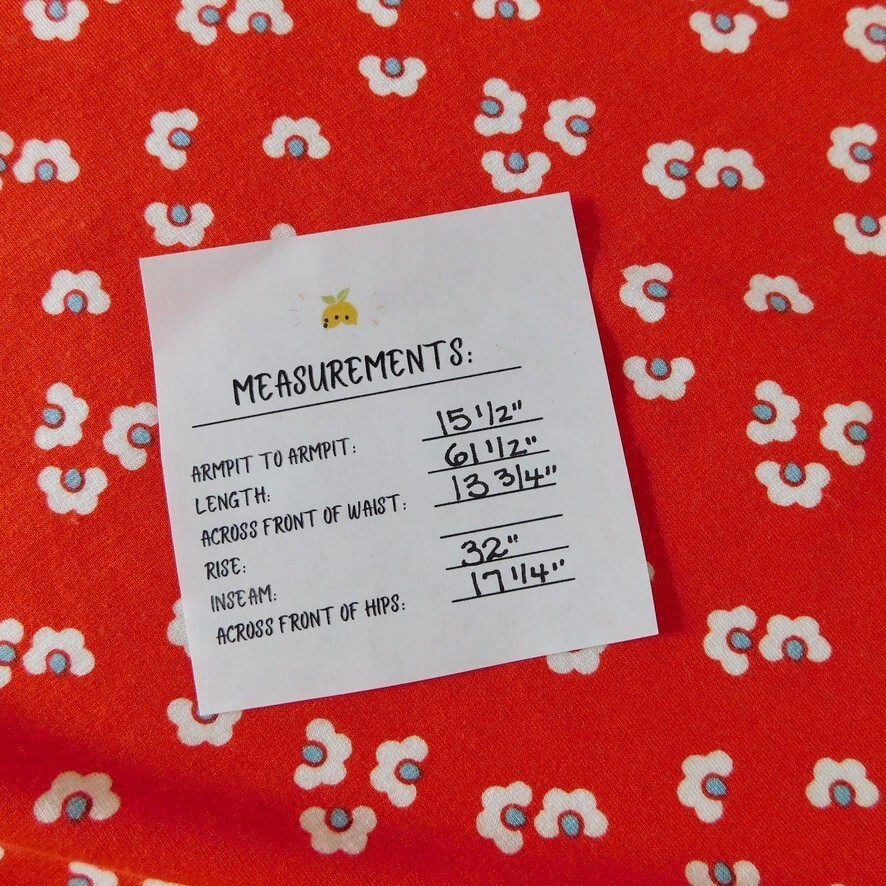 MEASUREMENTS:
ARMPIT TO ARMPIT: 15 1/2"
LENGTH: 61 1/2"
ACROSS FRONT OF WAIST: 13 3/4"
RISE:
INSEAM: 32"
ACROSS FRONT OF HIPS: 17 1/4"